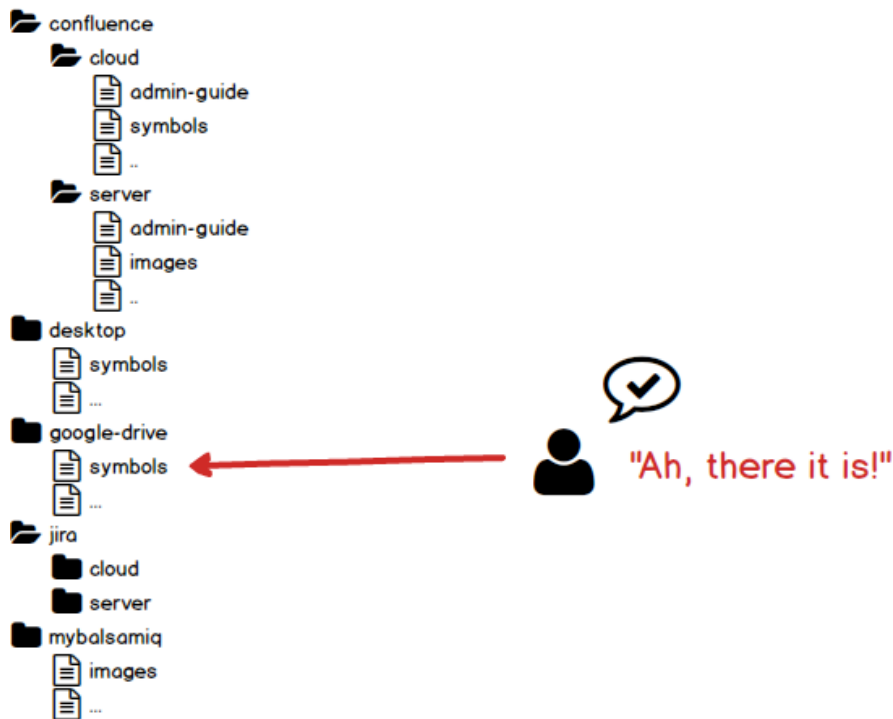 confluence
cloud
admin-guide
symbols
..
server
admin-guide
images
..
desktop
symbols
...
google-drive
symbols
"Ah, there it is!"
...
jira
cloud
server
mybalsamiq
images
...